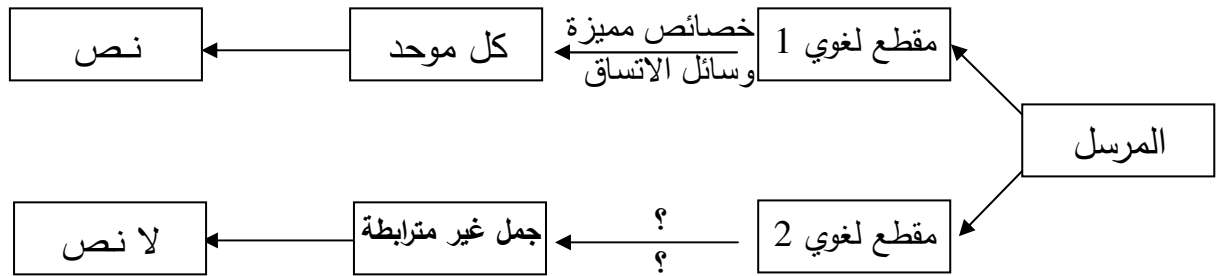 المرسل
مقطع لغوي 1
خصائص مميزة
وسائل الاتساق
كل موحد
نص
مقطع لغوي 2
؟
؟
جمل غير مترابطة
لا نص